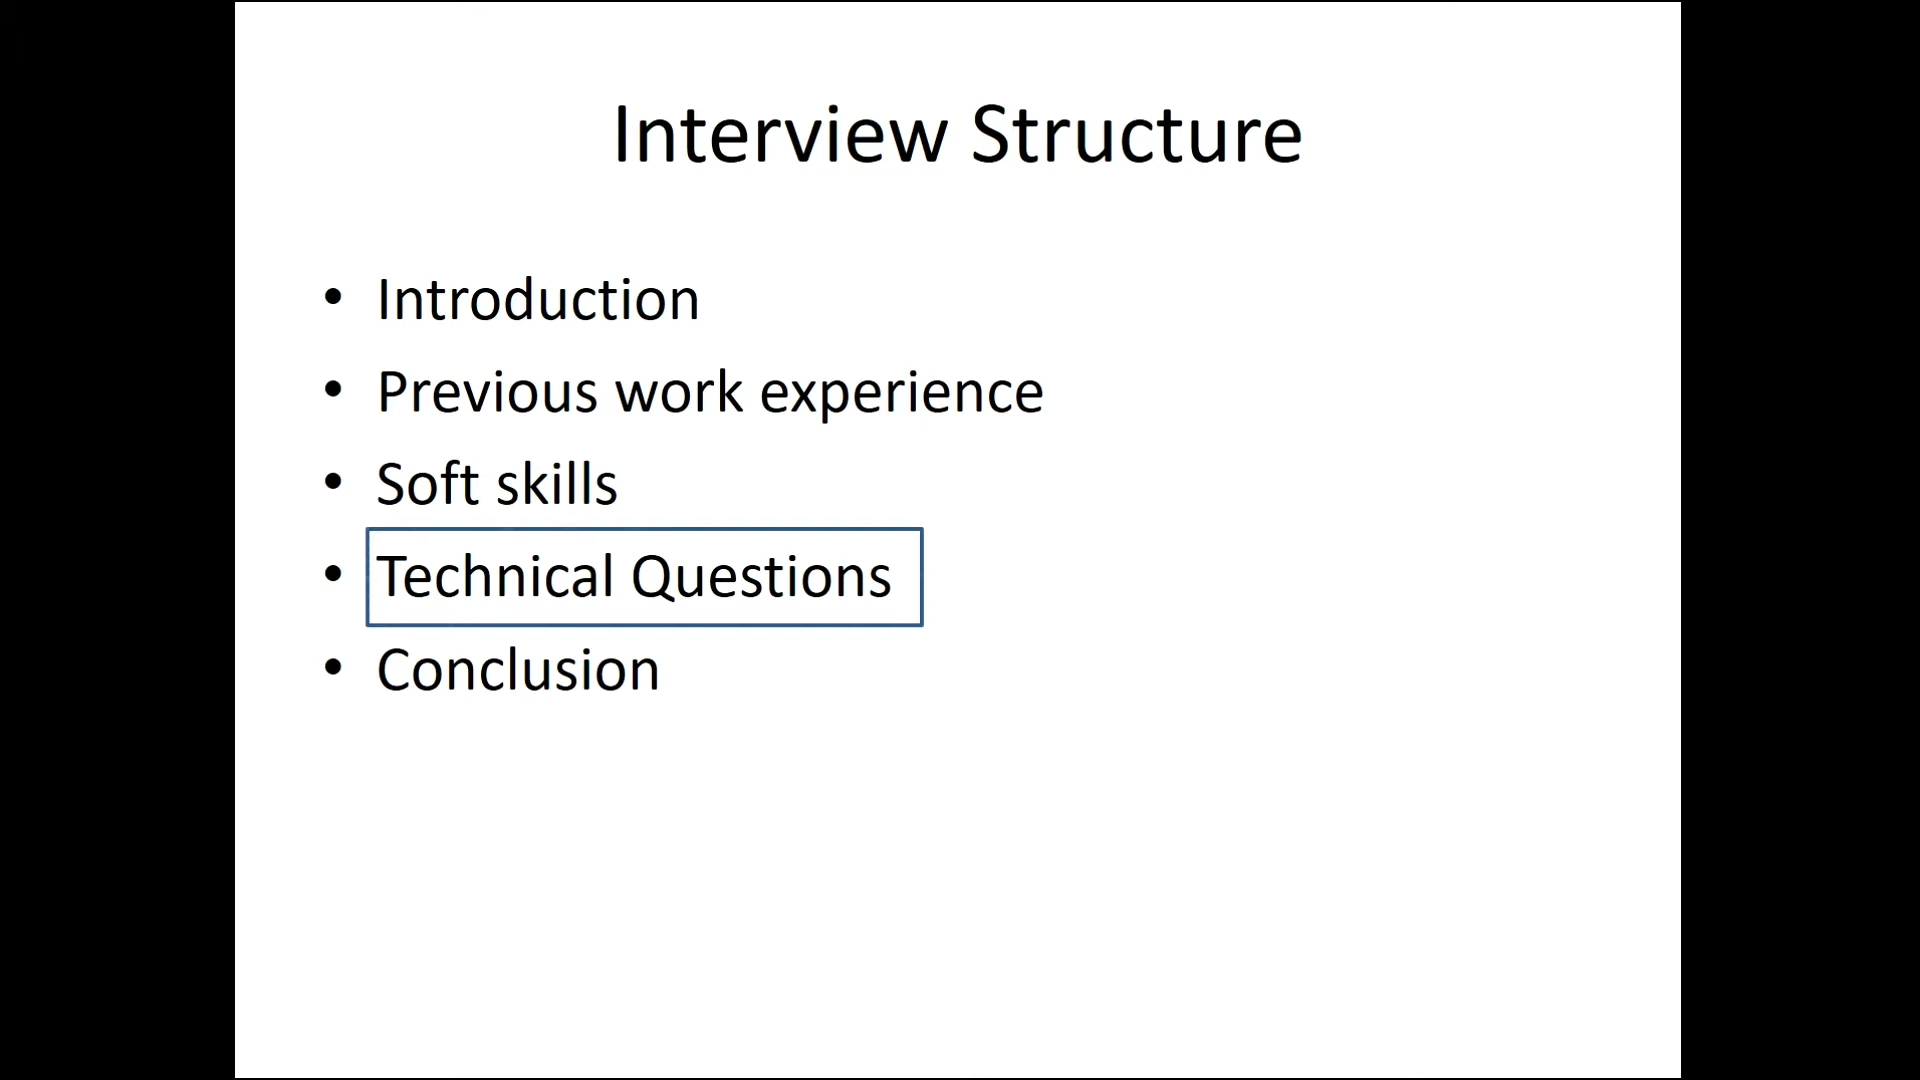 Interview Structure
• Introduction
• Previous work experience
• Soft skills
• Technical Questions
• Conclusion